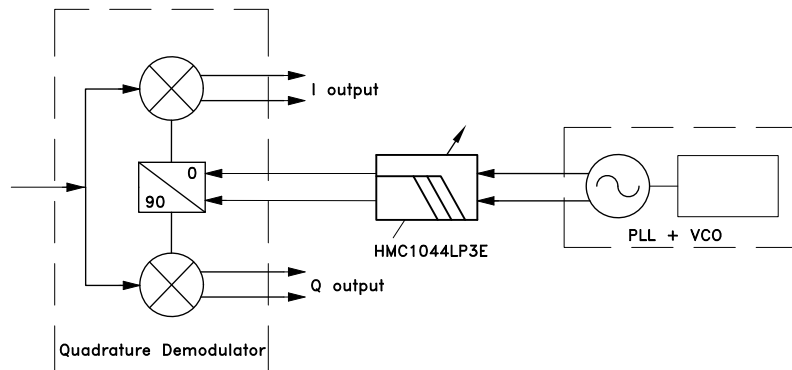 I output
0
90
HMC1044LP3E
PLL + VCO
Q output
Quadrature Demodulator